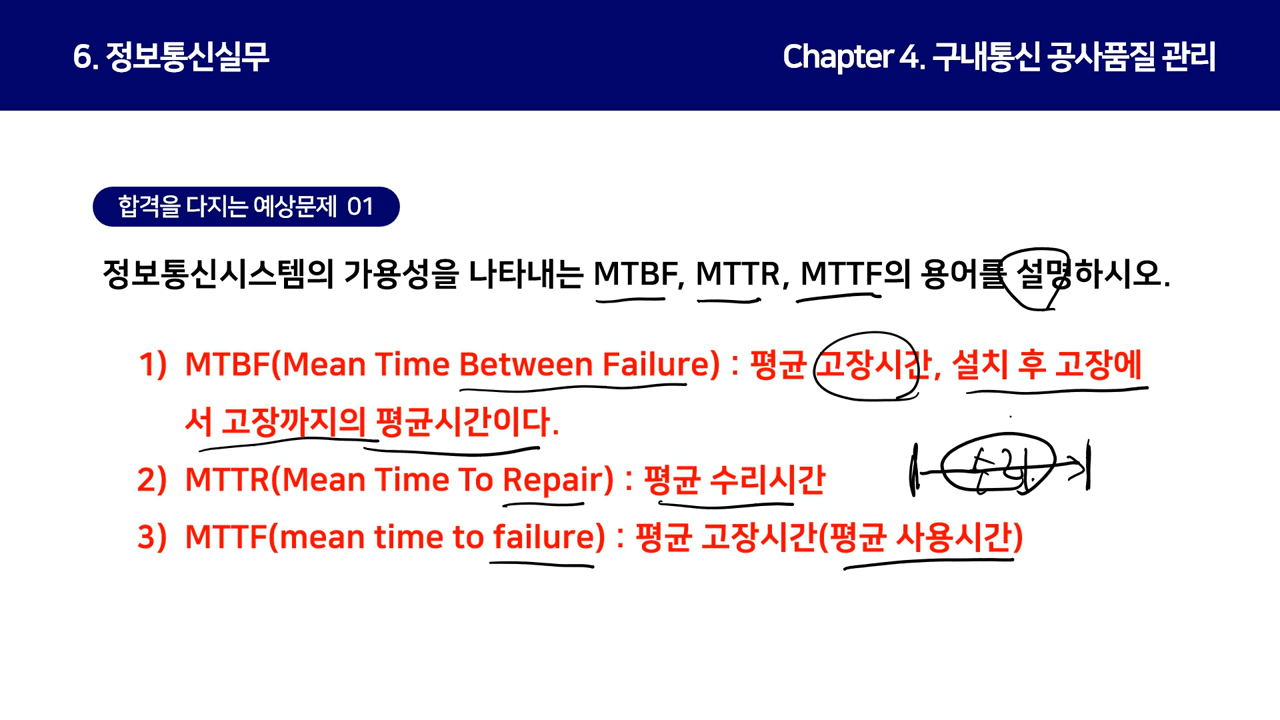 6. 정보통신실무
Chapter 4. 구내통신 공사품질 관리
합격을 다지는 예상문제 01
정보통신시스템의 가용성을 나타내는 MTBF, MTTR, MTTF의 용어를 설명하시오.
1) MTBF(Mean Time Between Failure) : 평균 고장시간, 설치 후 고장에
서 고장까지의 평균시간이다.
2) MTTR(Mean Time To Repair) : 평균 수리시간
3) MTTF(mean time to failure) : 평균 고장시간(평균 사용시간)